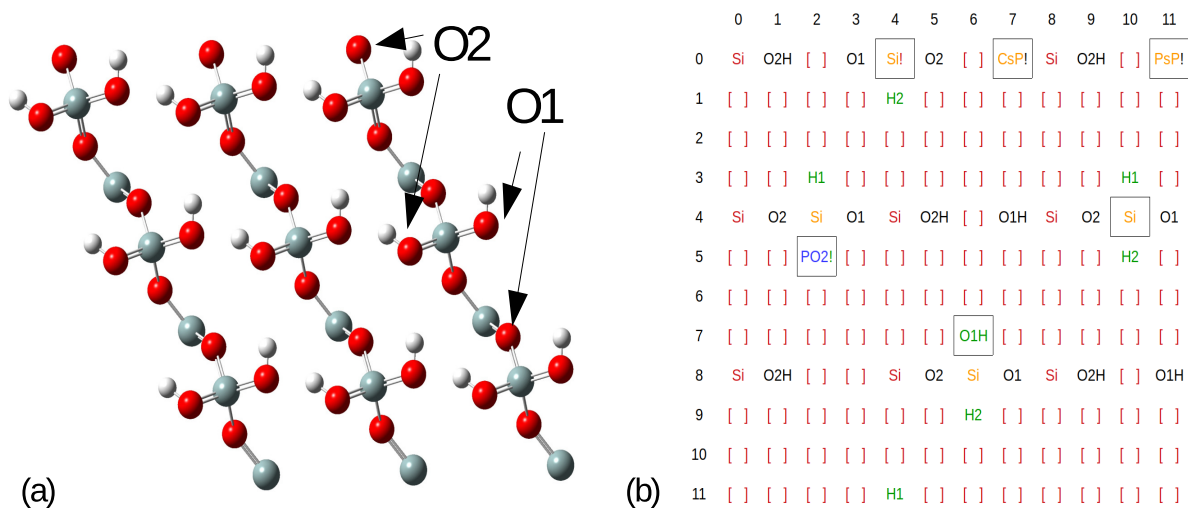 O2
O1
(a)
0 1 2 3 4 5 6 7 8 9 10 11
0 Si O2H [ ] O1 Si! O2 [ ] CsP! Si O2H [ ] PsP!
1 [ ] [ ] [ ] [ ] H2 [ ] [ ] [ ] [ ] [ ] [ ] [ ]
2 [ ] [ ] [ ] [ ] [ ] [ ] [ ] [ ] [ ] [ ] [ ] [ ]
3 [ ] [ ] H1 [ ] [ ] [ ] [ ] [ ] [ ] [ ] H1 [ ]
4 Si O2 Si O1 Si O2H [ ] O1H Si O2 Si O1
5 [ ] [ ] PO2! [ ] [ ] [ ] [ ] [ ] [ ] [ ] H2 [ ]
6 [ ] [ ] [ ] [ ] [ ] [ ] [ ] [ ] [ ] [ ] [ ] [ ]
7 [ ] [ ] [ ] [ ] [ ] [ ] O1H [ ] [ ] [ ] [ ] [ ]
8 Si O2H [ ] [ ] Si O2 Si O1 Si O2H [ ] O1H
9 [ ] [ ] [ ] [ ] [ ] [ ] H2 [ ] [ ] [ ] [ ] [ ]
10 [ ] [ ] [ ] [ ] [ ] [ ] [ ] [ ] [ ] [ ] [ ] [ ]
11 [ ] [ ] [ ] [ ] H1 [ ] [ ] [ ] [ ] [ ] [ ] [ ]
(b)